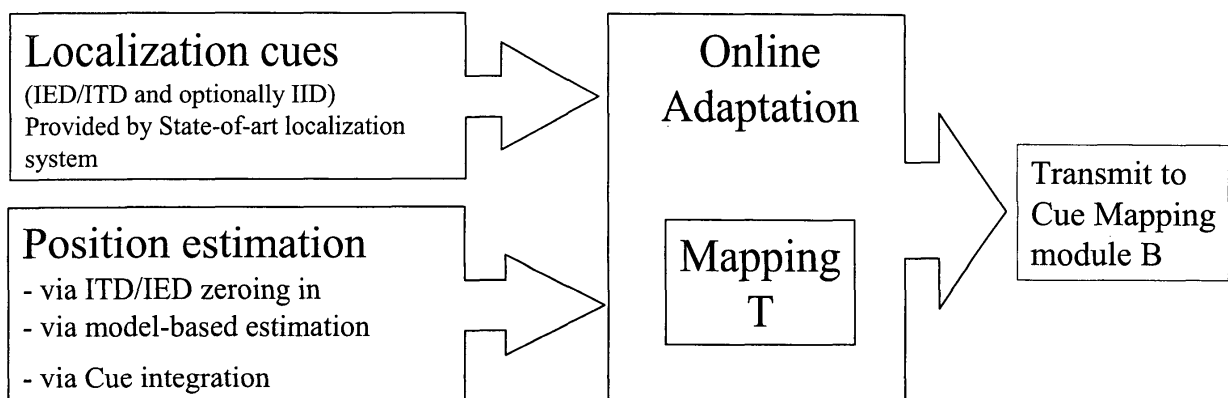 Localization cues
(IED/ITD and optionally IID)
Provided by State-of-art localization
system
Position estimation
- via ITD/IED zeroing in
- via model-based estimation
- via Cue integration
Online
Adaptation
Mapping
T
Transmit to
Cue Mapping
module B